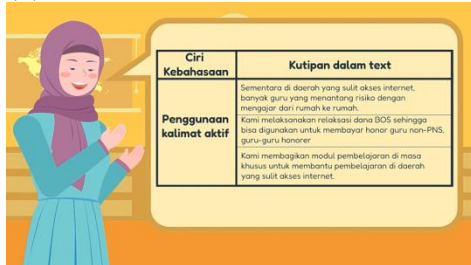 Ciri
Kebahasaan
Kutipan dalam text
Penggunaan
kalimat aktif
Sementara di daerah yang sulit akses internet,
banyak guru yang menantang risiko dengan
mengajar dari rumah ke rumah.
Kami melaksanakan relaksasi dana BOS sehingga
bisa digunakan untuk membayar honor guru non-PNS,
guru-guru honorer
Kami membagikan modul pembelajaran di masa
khusus untuk membantu pembelajaran di daerah
yang sulit akses internet.